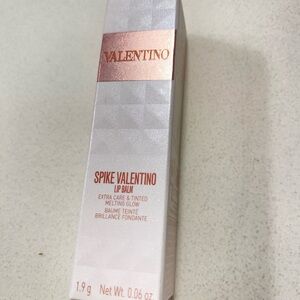 VALENTINO
SPIKE VALENTINO
LIP BALM
EXTRA CARE & TINTED
MELTING GLOW
BAUME TEINTÉ
BRILLANCE FONDANTE
1.9 g Net Wt. 0.06 oz